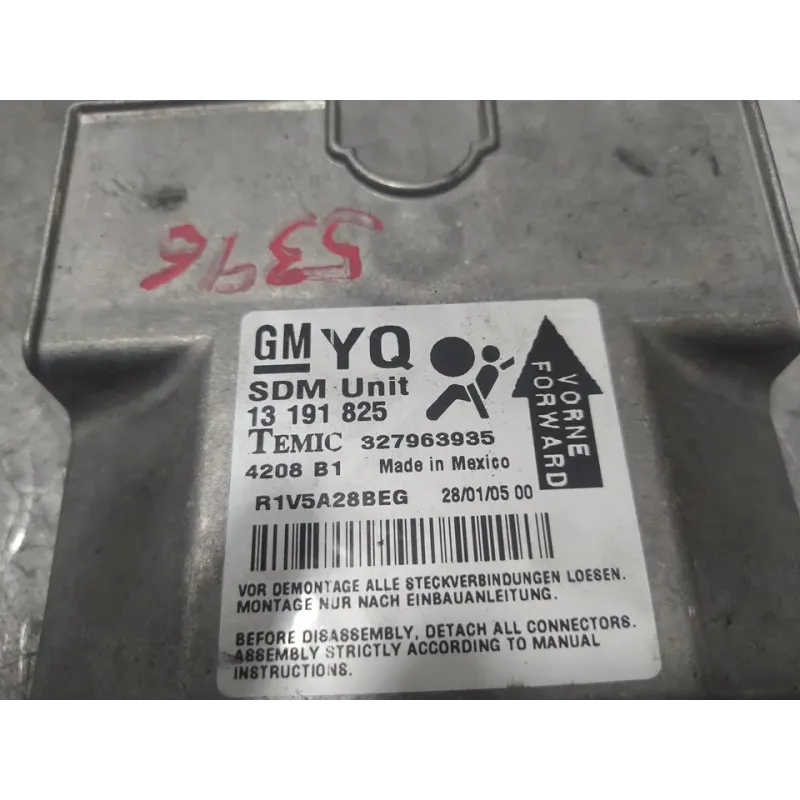 5396
GM YQ
SDM Unit
13 191 825
TEMIC 327963935
4208 B1 Made in Mexico
R1V5A28BEG 28/01/05 00
VORNE
FORWARD
VOR DEMONTAGE ALLE STECKVERBINDUNGEN LOESEN.
MONTAGE NUR NACH EINBAUANLEITUNG.
BEFORE DISASSEMBLY, DETACH ALL CONNECTORS.
ASSEMBLY STRICTLY ACCORDING TO MANUAL
INSTRUCTIONS.